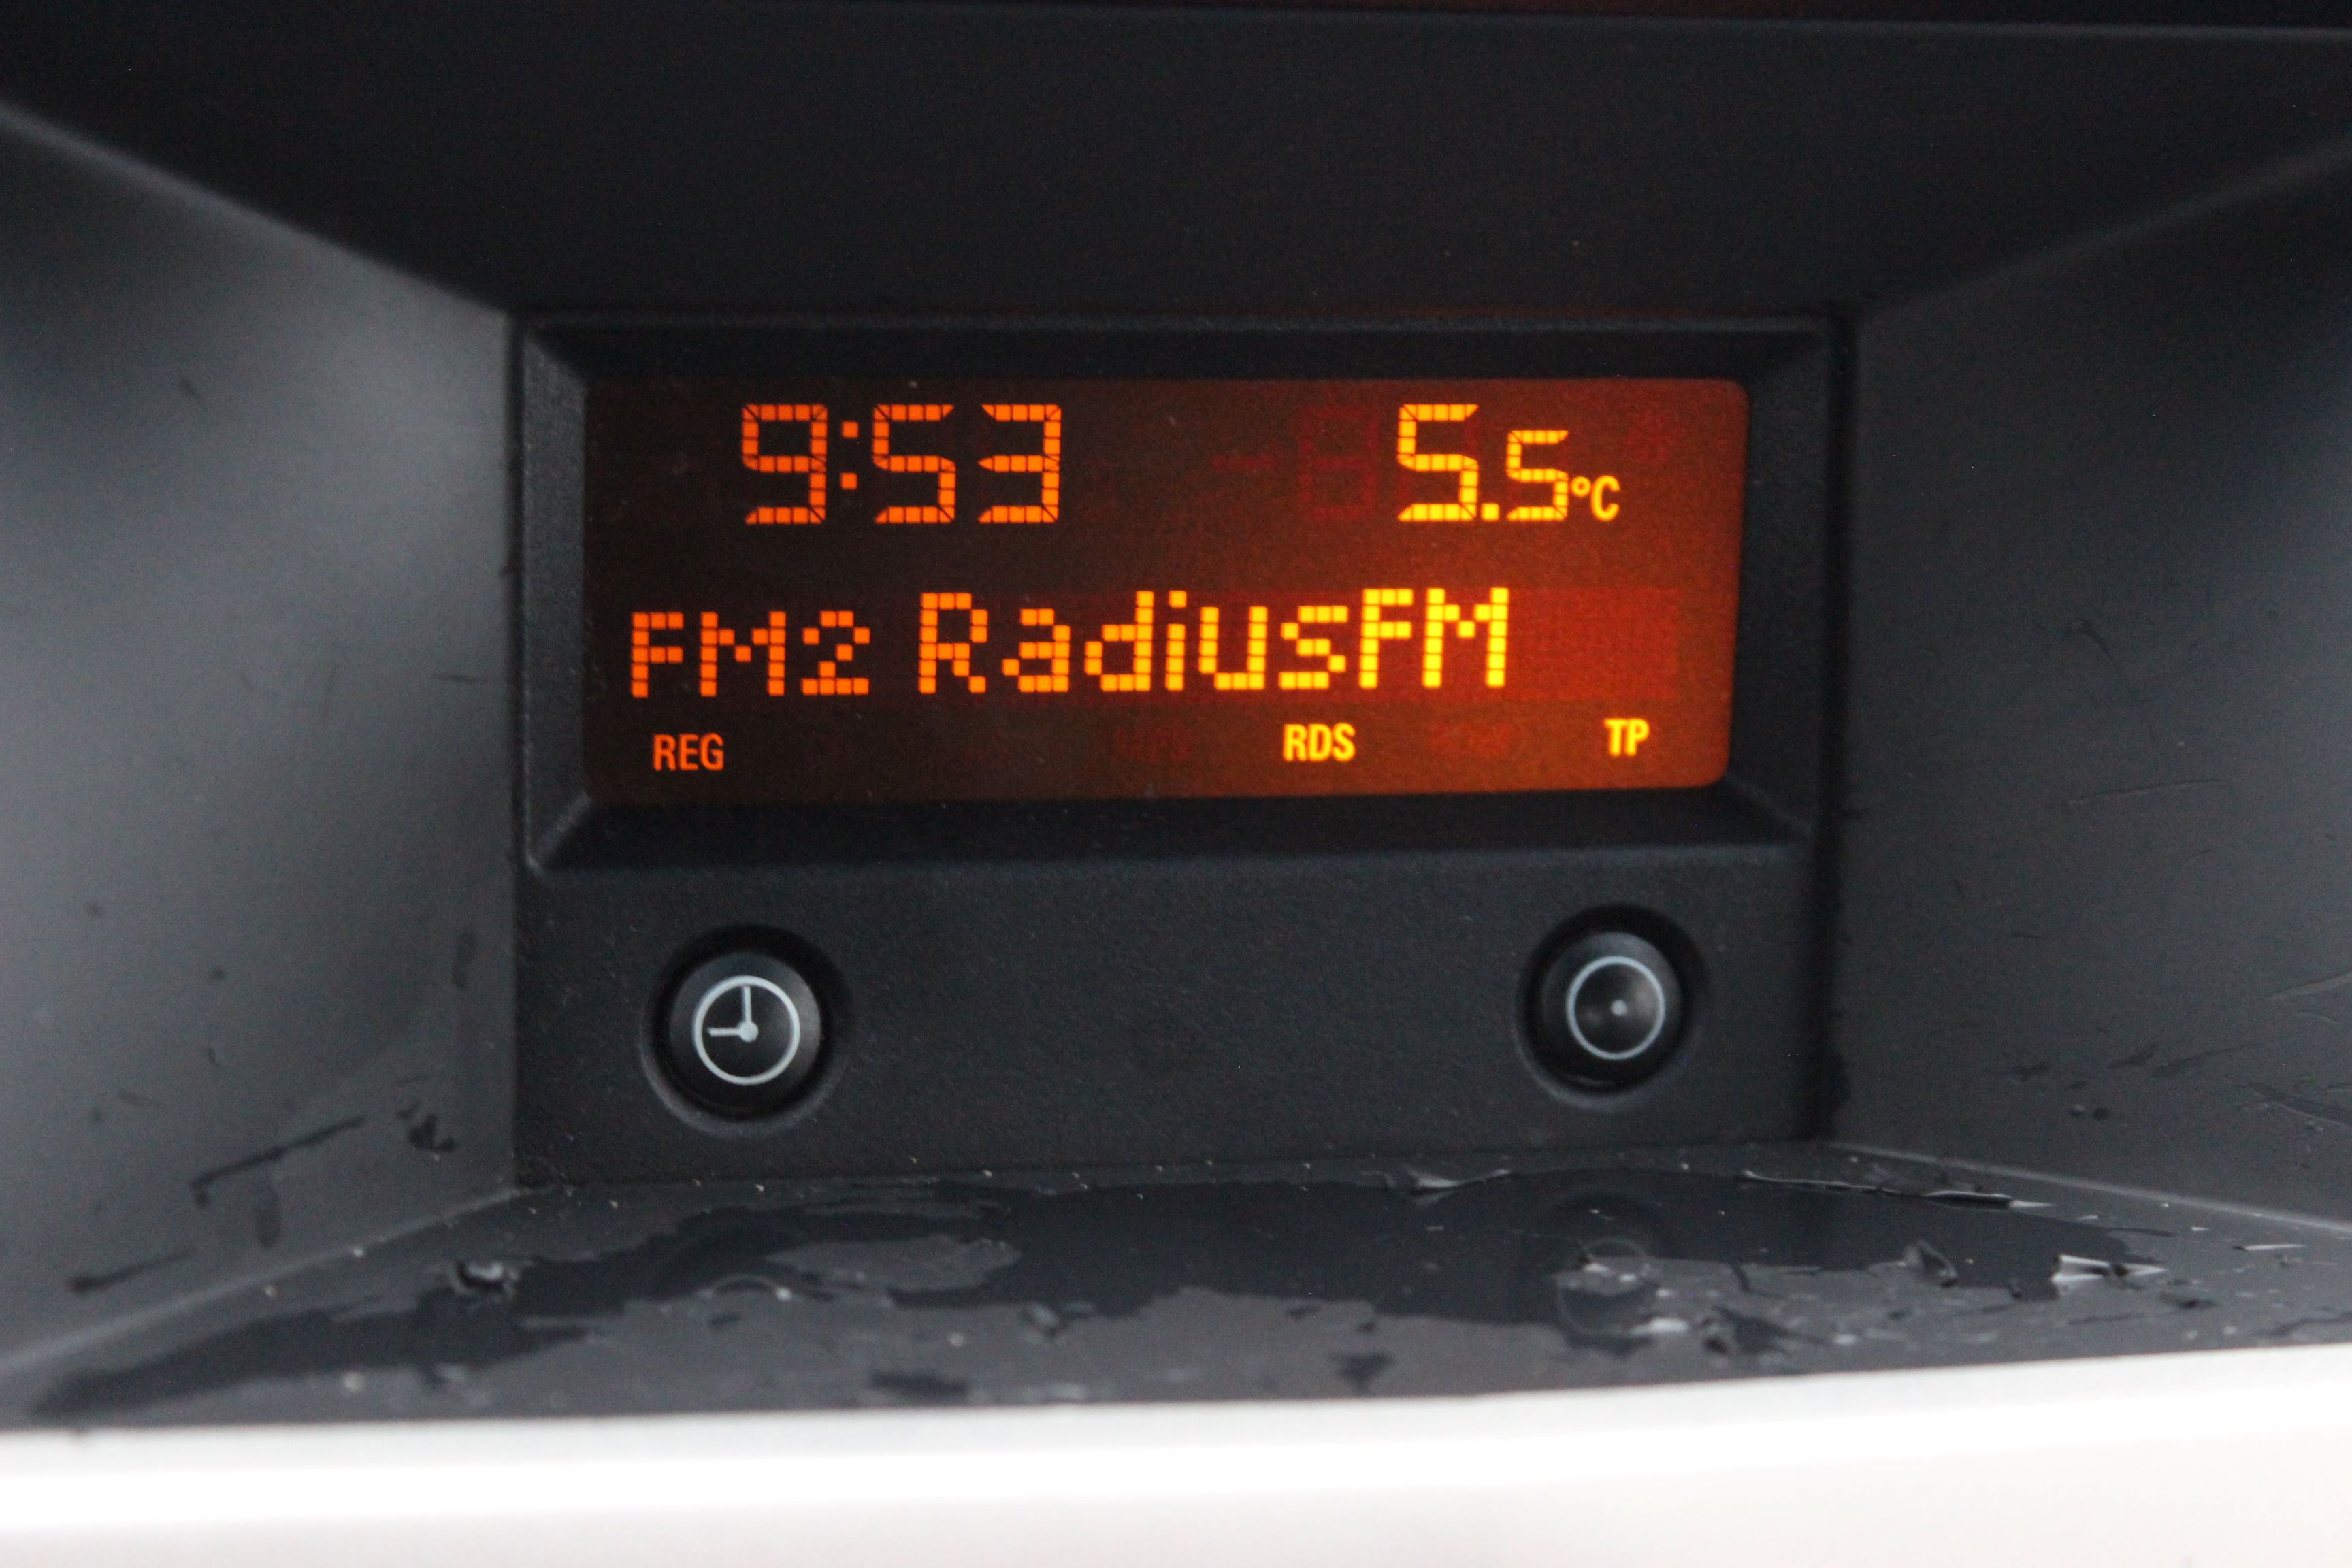 9:53 5.5°C
FM2 RadiusFM
REG RDS TP